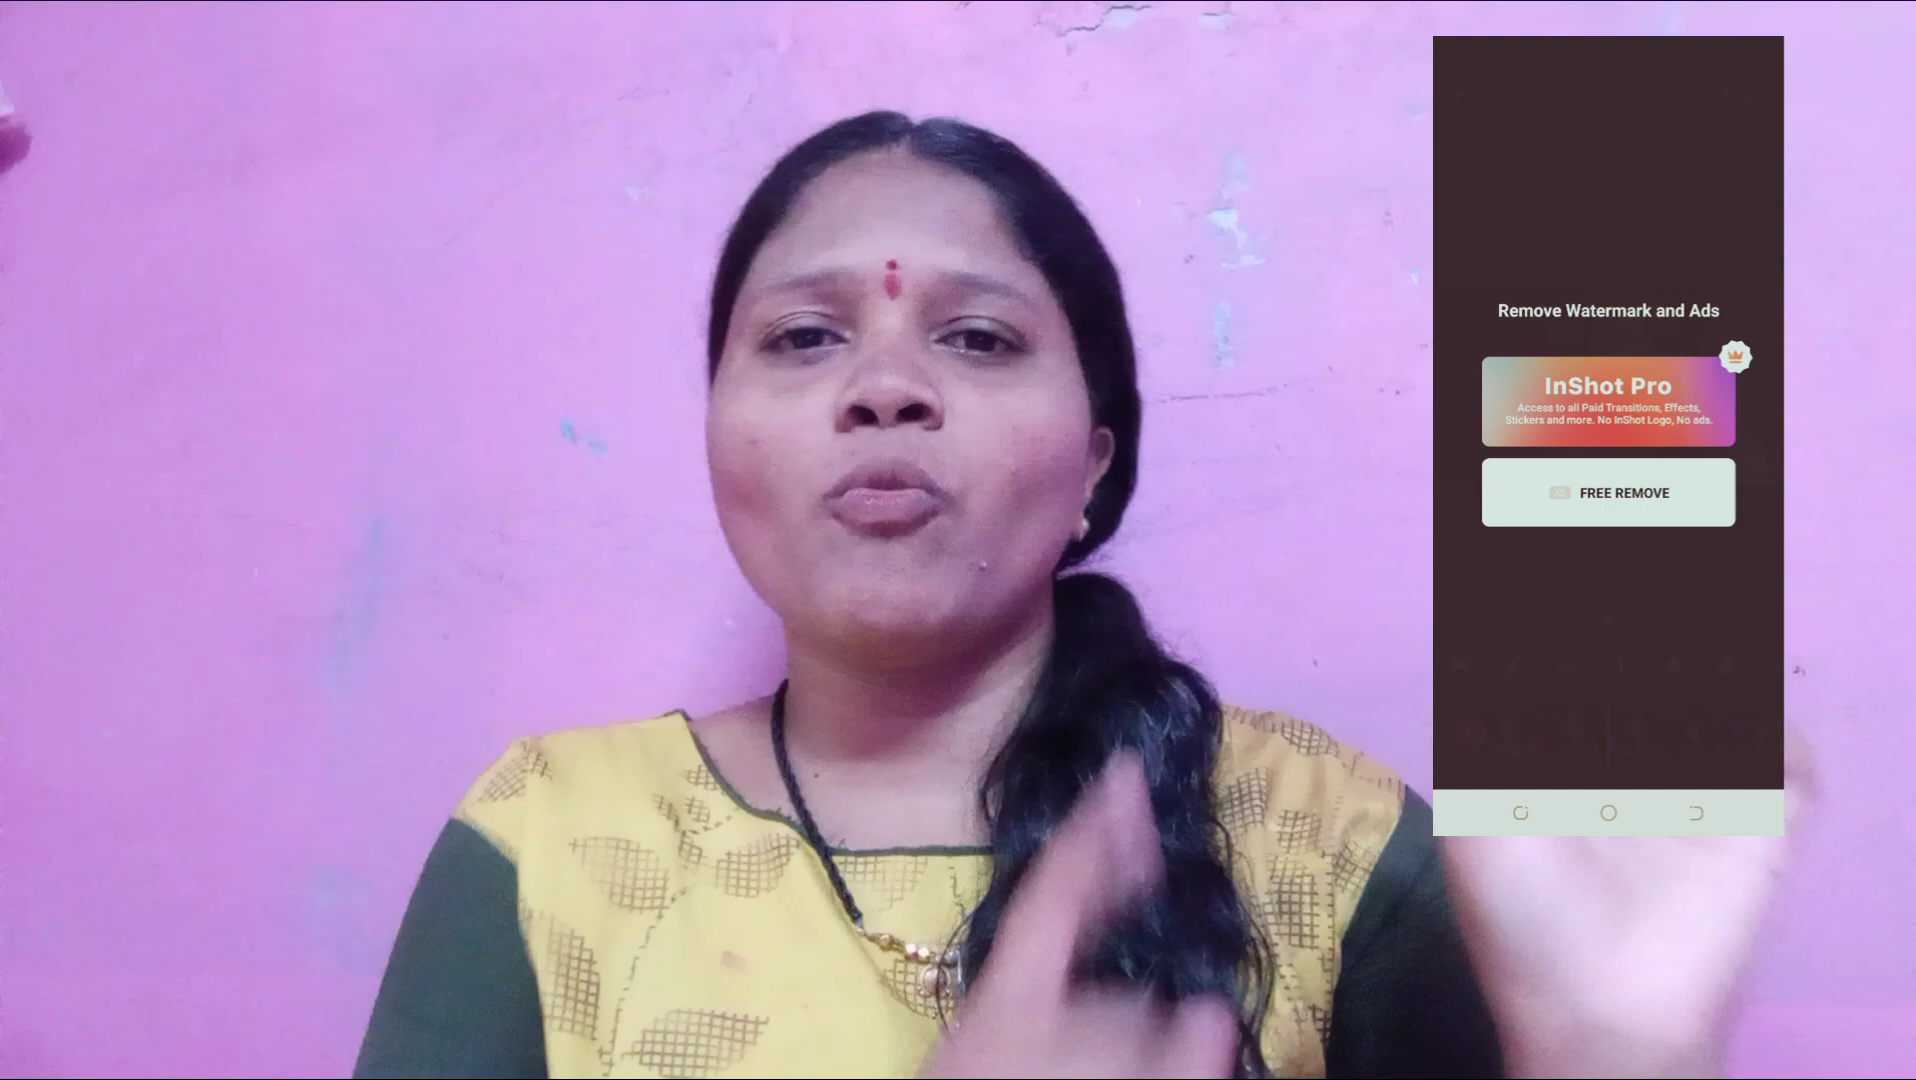 Remove Watermark and Ads
InShot Pro
Access to all Paid Transitions, Effects,
Stickers and more. No InShot Logo, No ads.
AD FREE REMOVE